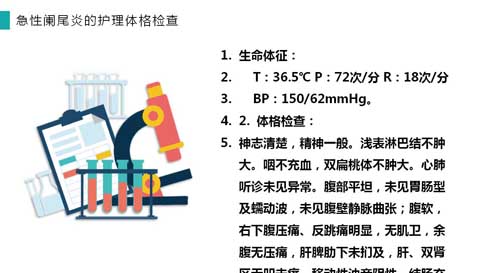 急性阑尾炎的护理体格检查
1. 生命体征：
2. T：36.5℃ P：72次/分 R：18次/分
3. BP：150/62mmHg。
4. 2. 体格检查：
5. 神志清楚，精神一般。浅表淋巴结不肿
大。咽不充血，双扁桃体不肿大。心肺
听诊未见异常。腹部平坦，未见胃肠型
及蠕动波，未见腹壁静脉曲张；腹软，
右下腹压痛、反跳痛明显，无肌卫，余
腹无压痛，肝脾肋下未扪及，肝、双肾
区无叩击痛，移动性浊音阴性，结肠充